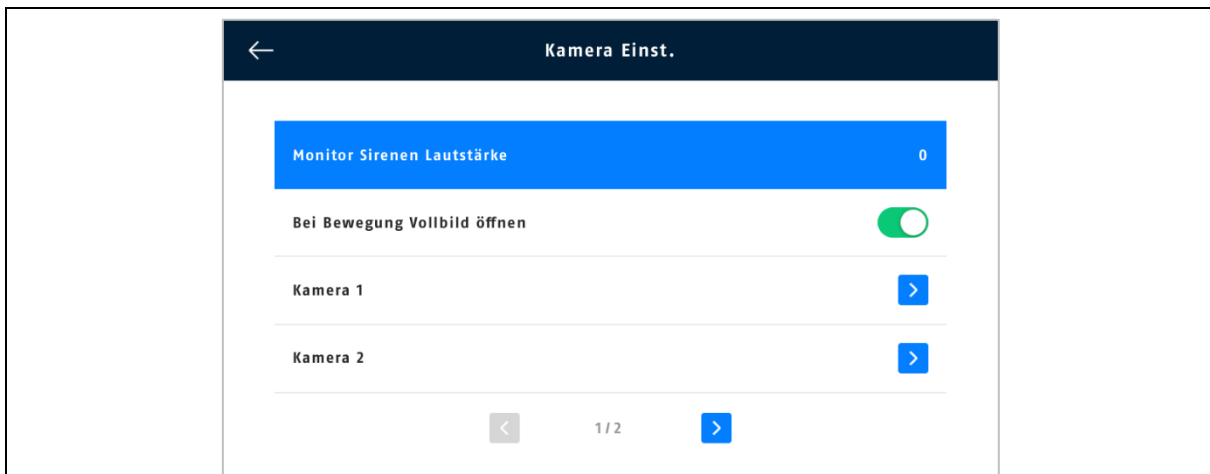 Kamera Einst.
Monitor Sirenen Lautstärke 0
Bei Bewegung Vollbild öffnen
Kamera 1
Kamera 2
1/2